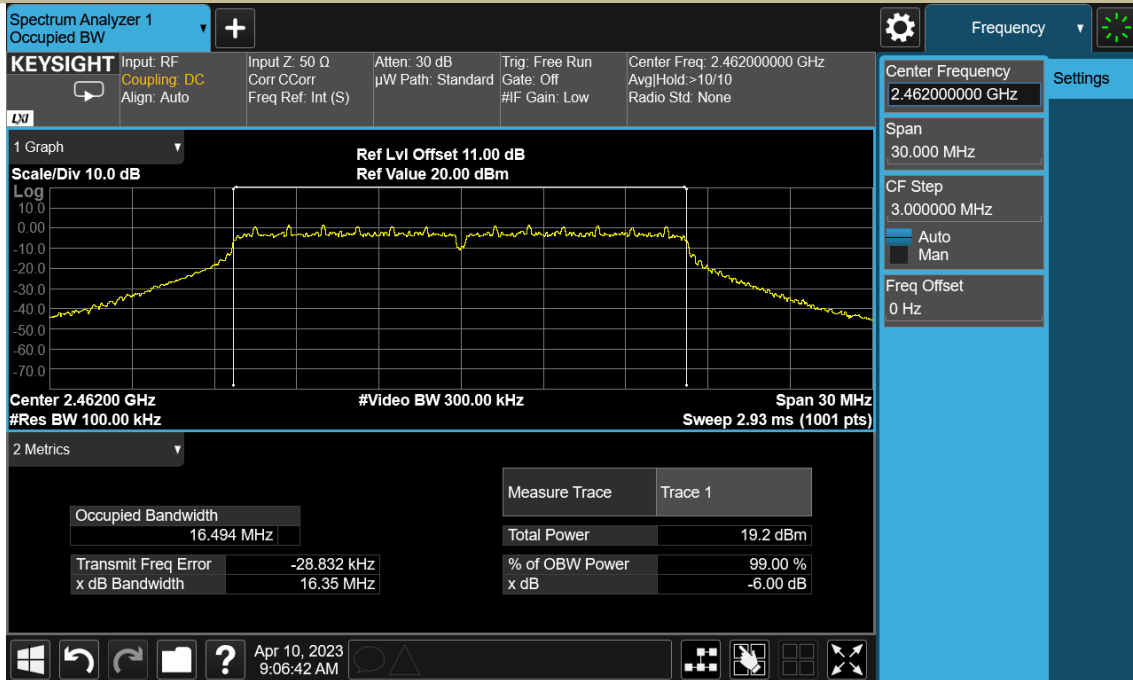 Spectrum Analyzer 1
Occupied BW
Frequency
KEYSIGHT
LXI
Input: RF
Coupling: DC
Align: Auto
Input Z: 50 Ω
Corr CCorr
Freq Ref: Int (S)
Atten: 30 dB
µW Path: Standard
Trig: Free Run
Gate: Off
#IF Gain: Low
Center Freq: 2.462000000 GHz
Avg|Hold:>10/10
Radio Std: None
Center Frequency
2.462000000 GHz
Settings
Span
30.000 MHz
CF Step
3.000000 MHz
Auto
Man
Freq Offset
0 Hz
1 Graph
Scale/Div 10.0 dB
Ref Lvl Offset 11.00 dB
Ref Value 20.00 dBm
Log
10.0
0.00
-10.0
-20.0
-30.0
-40.0
-50.0
-60.0
-70.0
Center 2.46200 GHz
#Video BW 300.00 kHz
Span 30 MHz
#Res BW 100.00 kHz
Sweep 2.93 ms (1001 pts)
2 Metrics
Measure Trace
Trace 1
Occupied Bandwidth
16.494 MHz
Total Power
19.2 dBm
Transmit Freq Error
-28.832 kHz
% of OBW Power
99.00 %
x dB Bandwidth
16.35 MHz
x dB
-6.00 dB
?
Apr 10, 2023
9:06:42 AM